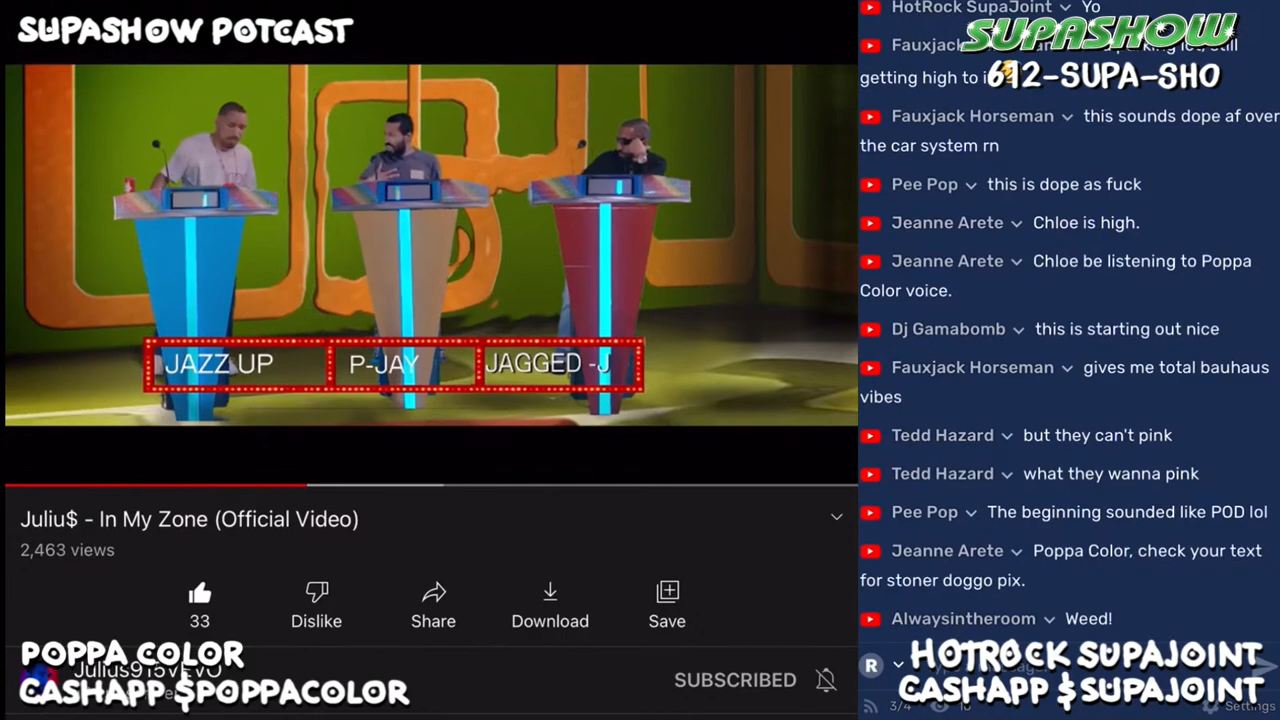 SUPASHOW POTCAST
JAZZ UP
P-JAY
JAGGED -J
Juliu$ - In My Zone (Official Video)
2,463 views
33
Dislike
Share
Download
Save
Julius915VEVO
SUBSCRIBED
POPPA COLOR
CASHAPP $POPPACOLOR
HotRock SupaJoint Yo
SUPASHOW
612-SUPA-SHO
Fauxjack
getting high to
Fauxjack Horseman this sounds dope af over
the car system rn
Pee Pop this is dope as fuck
Jeanne Arete Chloe is high.
Jeanne Arete Chloe be listening to Poppa
Color voice.
Dj Gamabomb this is starting out nice
Fauxjack Horseman gives me total bauhaus
vibes
Tedd Hazard but they can't pink
Tedd Hazard what they wanna pink
Pee Pop The beginning sounded like POD lol
Jeanne Arete Poppa Color, check your text
for stoner doggo pix.
Alwaysintheroom Weed!
R
HOTROCK SUPAJOINT
CASHAPP $SUPAJOINT
3/4
Settings